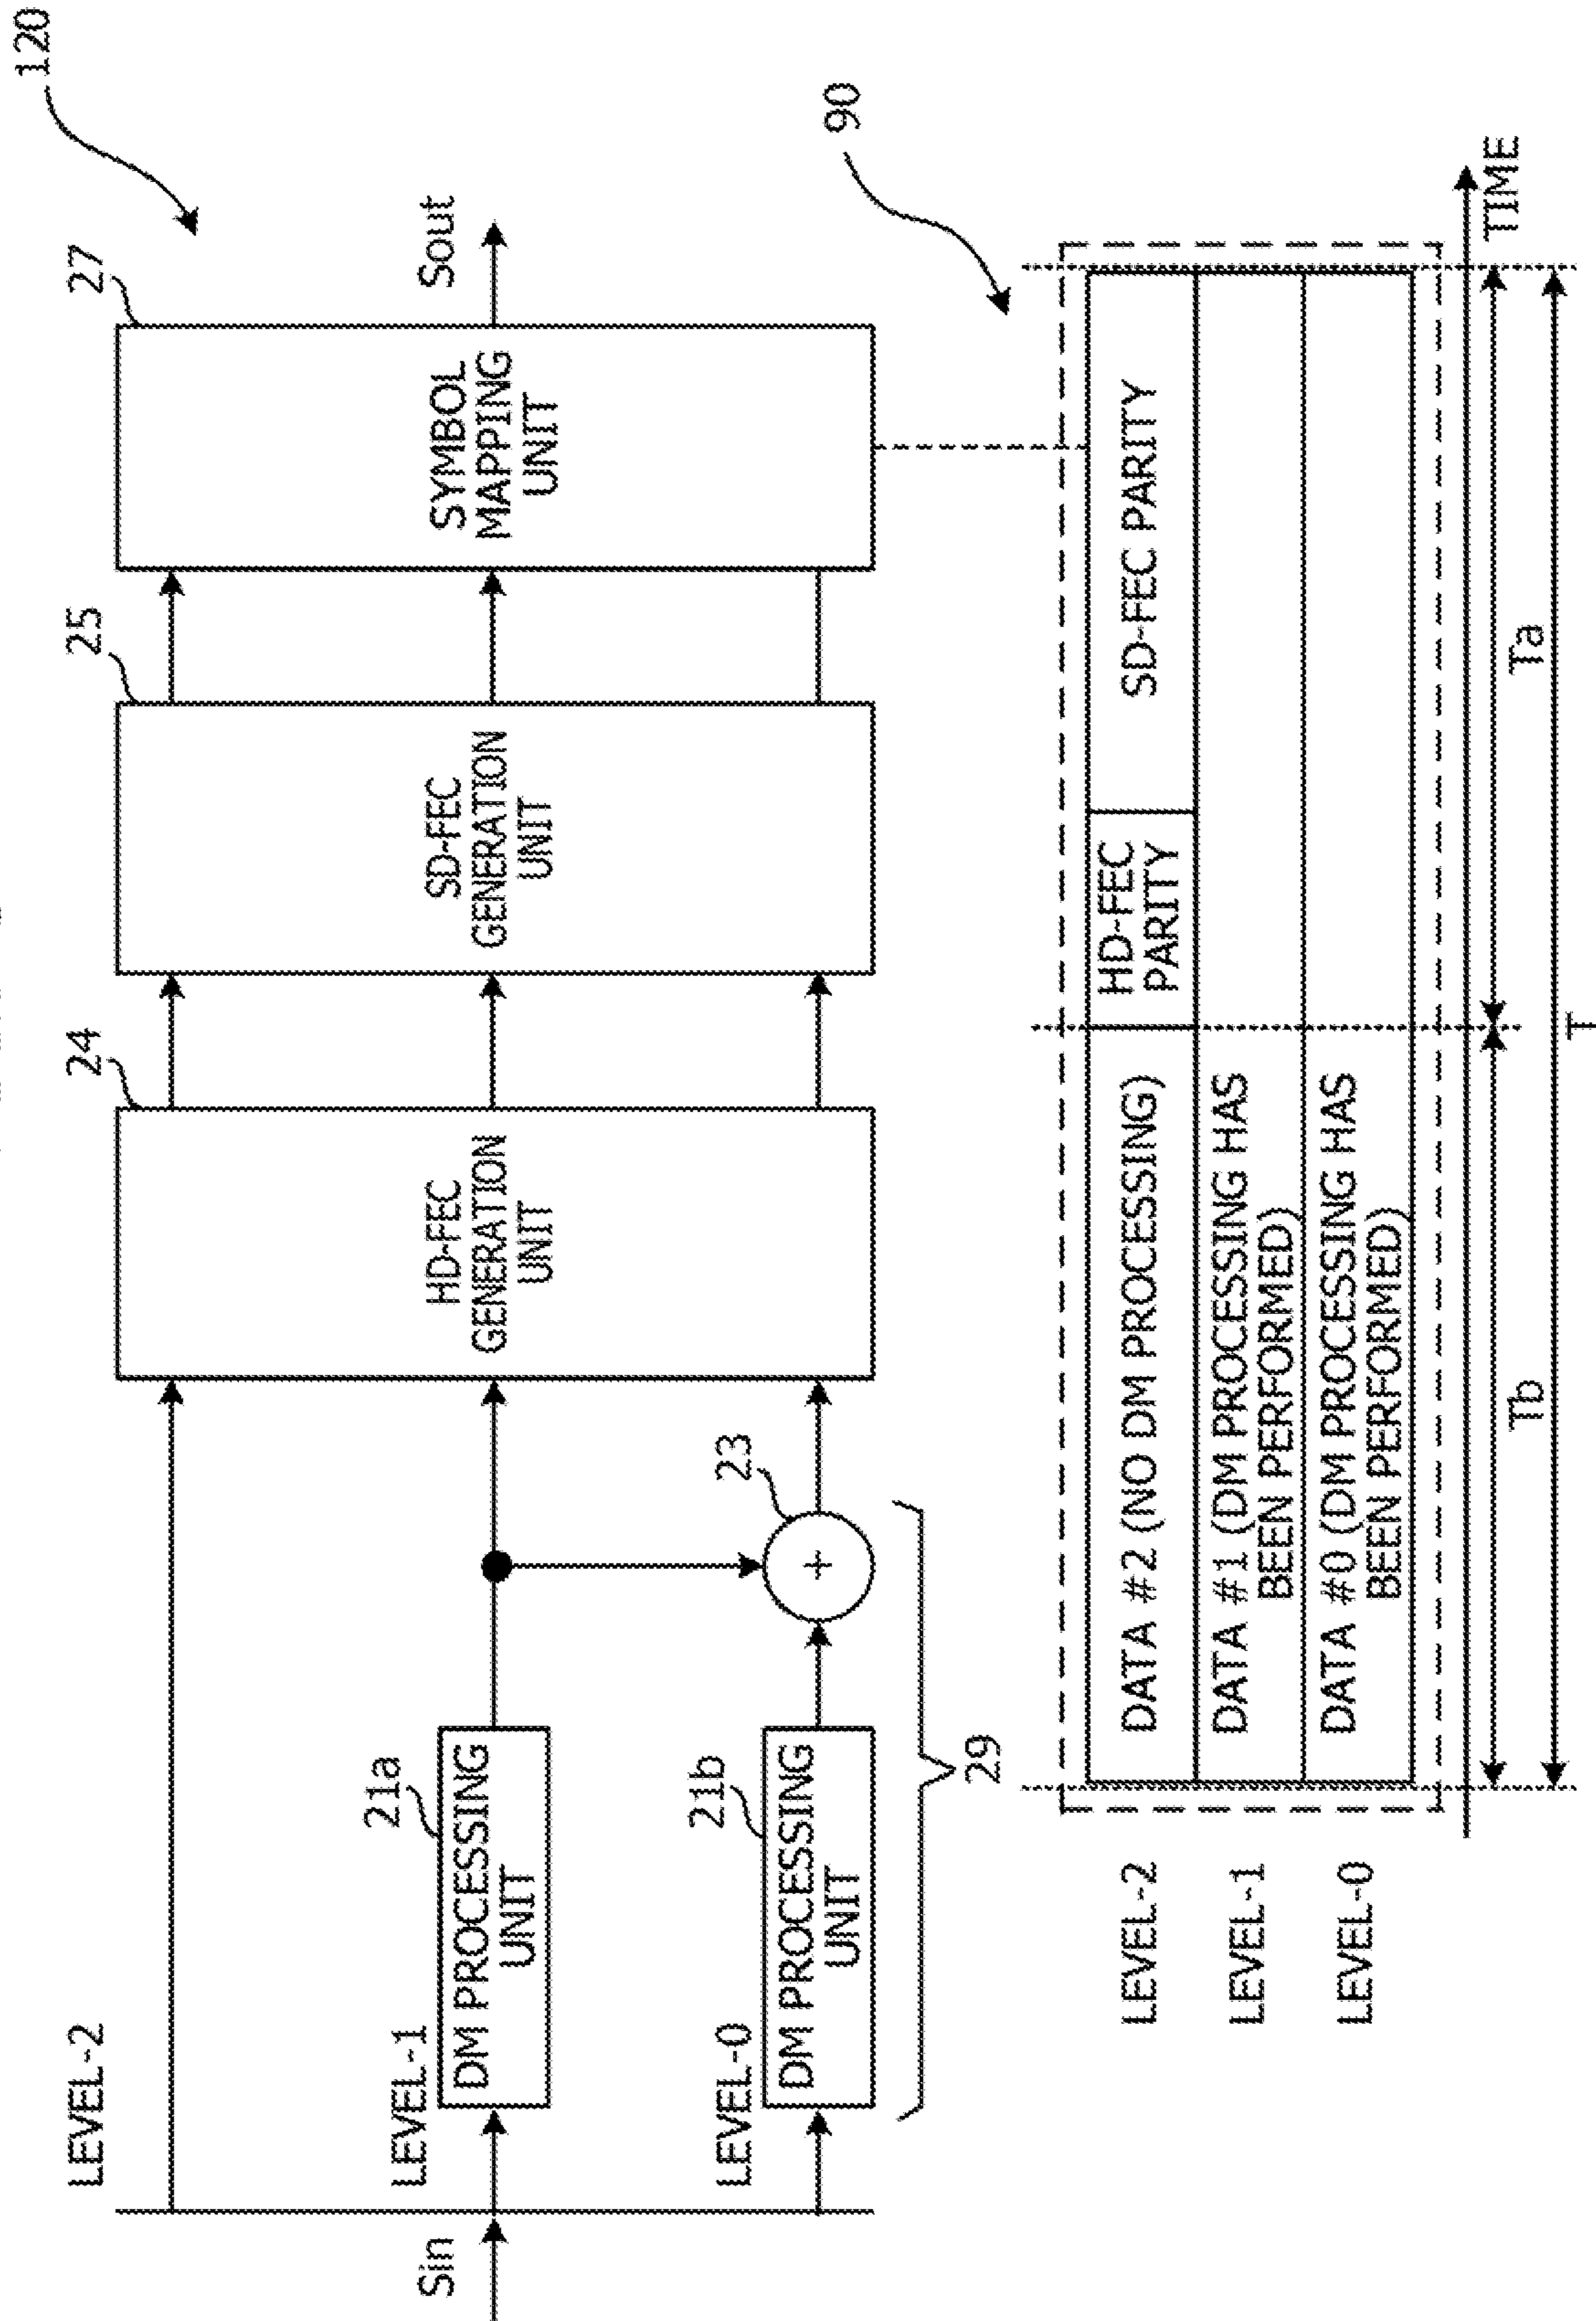 120
LEVEL-2
24
25
27
Sin
LEVEL-1
21a
DM PROCESSING
UNIT
HD-FEC
GENERATION
UNIT
SD-FEC
GENERATION
UNIT
SYMBOL
MAPPING
UNIT
Sout
LEVEL-0
21b
DM PROCESSING
UNIT
23
+
29
90
LEVEL-2
DATA #2 (NO DM PROCESSING)
HD-FEC
PARITY
SD-FEC PARITY
LEVEL-1
DATA #1 (DM PROCESSING HAS
BEEN PERFORMED)
LEVEL-0
DATA #0 (DM PROCESSING HAS
BEEN PERFORMED)
TIME
Tb
Ta
T